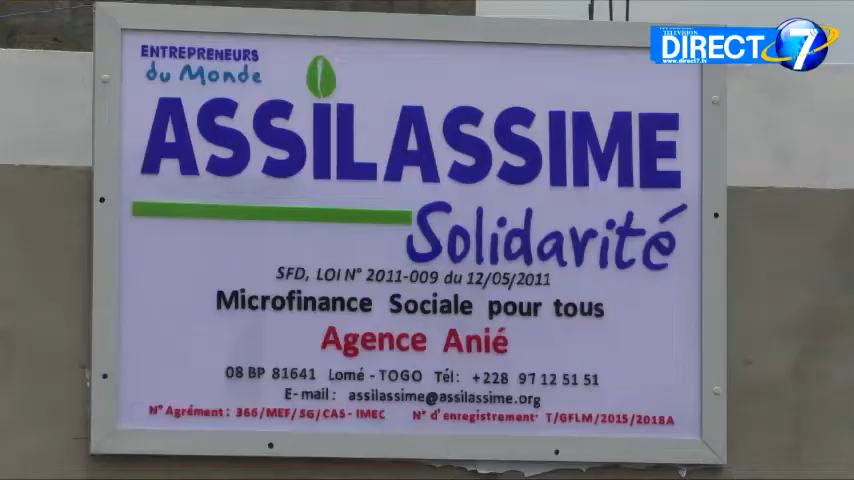 TELEVISION
DIRECT 7
www.direct7.tv
ENTREPRENEURS
du Monde
ASSILASSIME
Solidarité
SFD, LOI N° 2011-009 du 12/05/2011
Microfinance Sociale pour tous
Agence Anié
08 BP 81641 Lomé - TOGO Tél: +228 97 12 51 51
E-mail: assilassime@assilassime.org
N° Agrément: 366/MEF/SG/CAS-IMEC N° d'enregistrement: T/GFLM/2015/2018A